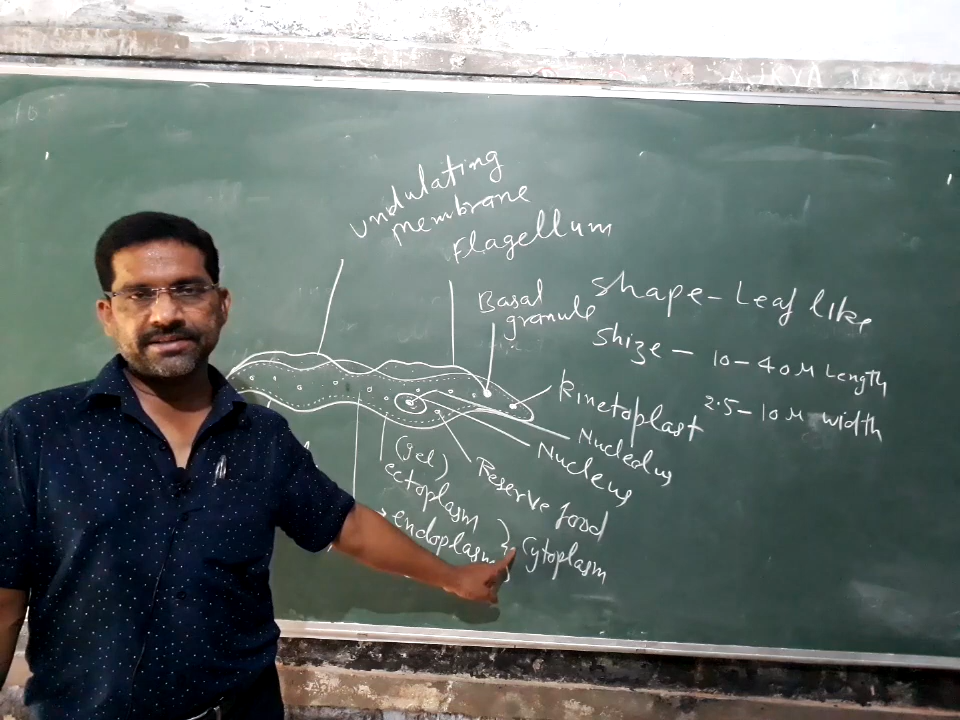 SAJKYA
undulating
membrane
Flagellum
Basal
granule
Shape - Leaf like
Shize - 10-40 μ Length
2.5-10 μ width
Kinetoplast
Nucleolus
Nucleus
Reserve food
(gel)
ectoplasm
endoplasm
} Cytoplasm